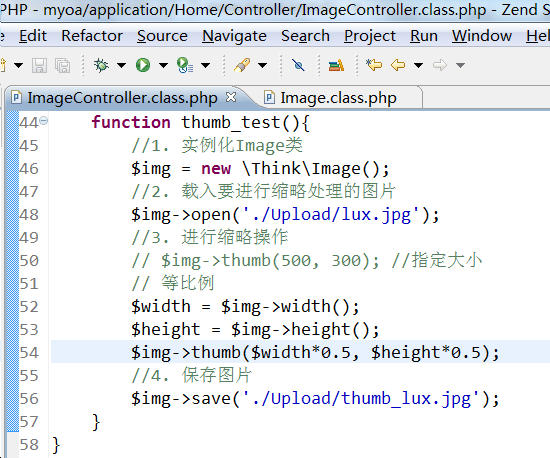 PHP - myoa/application/Home/Controller/ImageController.class.php - Zend S
Edit Refactor Source Navigate Search Project Run Window Hel
ImageController.class.php Image.class.php
44 function thumb_test(){
45 //1. 实例化Image类
46 $img = new \Think\Image();
47 //2. 载入要进行缩略处理的图片
48 $img->open('./Upload/lux.jpg');
49 //3. 进行缩略操作
50 // $img->thumb(500, 300); //指定大小
51 // 等比例
52 $width = $img->width();
53 $height = $img->height();
54 $img->thumb($width*0.5, $height*0.5);
55 //4. 保存图片
56 $img->save('./Upload/thumb_lux.jpg');
57 }
58 }